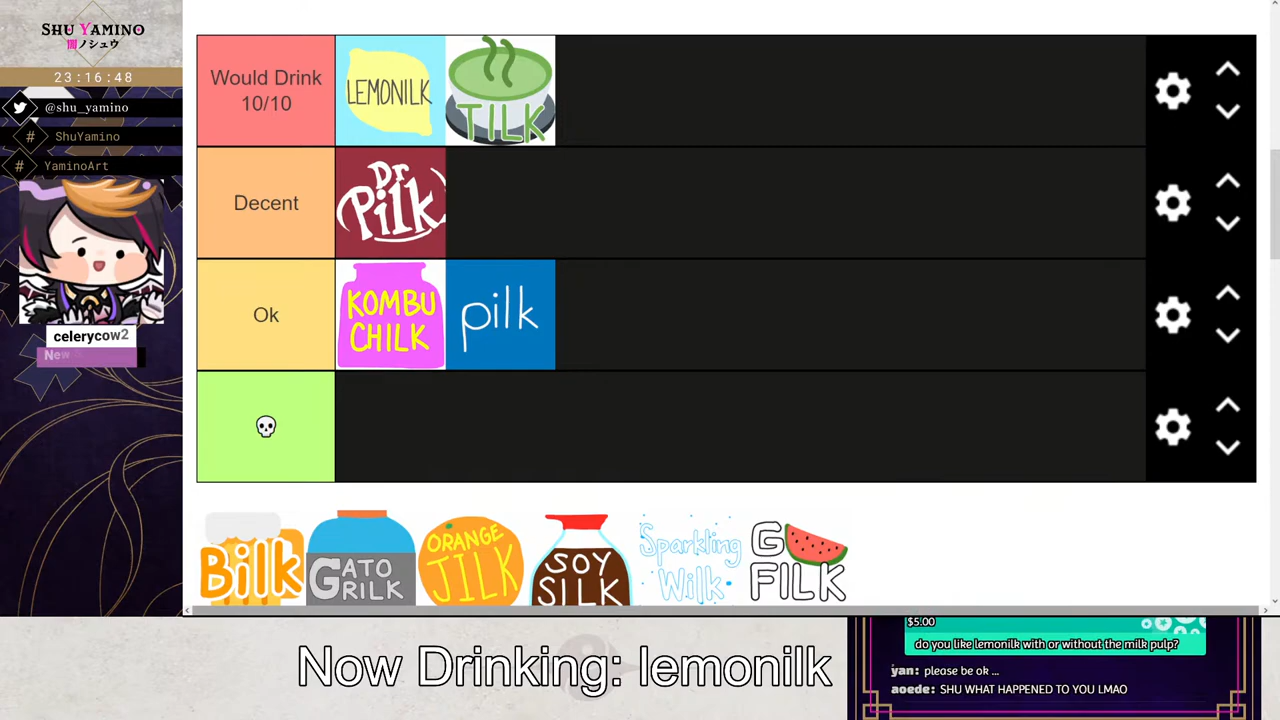 SHU YAMINO
闇ノシュウ
23:16:48
@shu_yamino
# ShuYamino
# YaminoArt
celerycow2
New
Would Drink
10/10
LEMONILK
TILK
Decent
Dr
Pilk
Ok
KOMBU
CHILK
pilk
Bilk
GATO
GRILK
ORANGE
JILK
SOY
SILK
Sparkling
Wilk
G
FILK
Now Drinking: lemonilk
$5.00
do you like lemonilk with or without the milk pulp?
yan: please be ok ...
aoede: SHU WHAT HAPPENED TO YOU LMAO